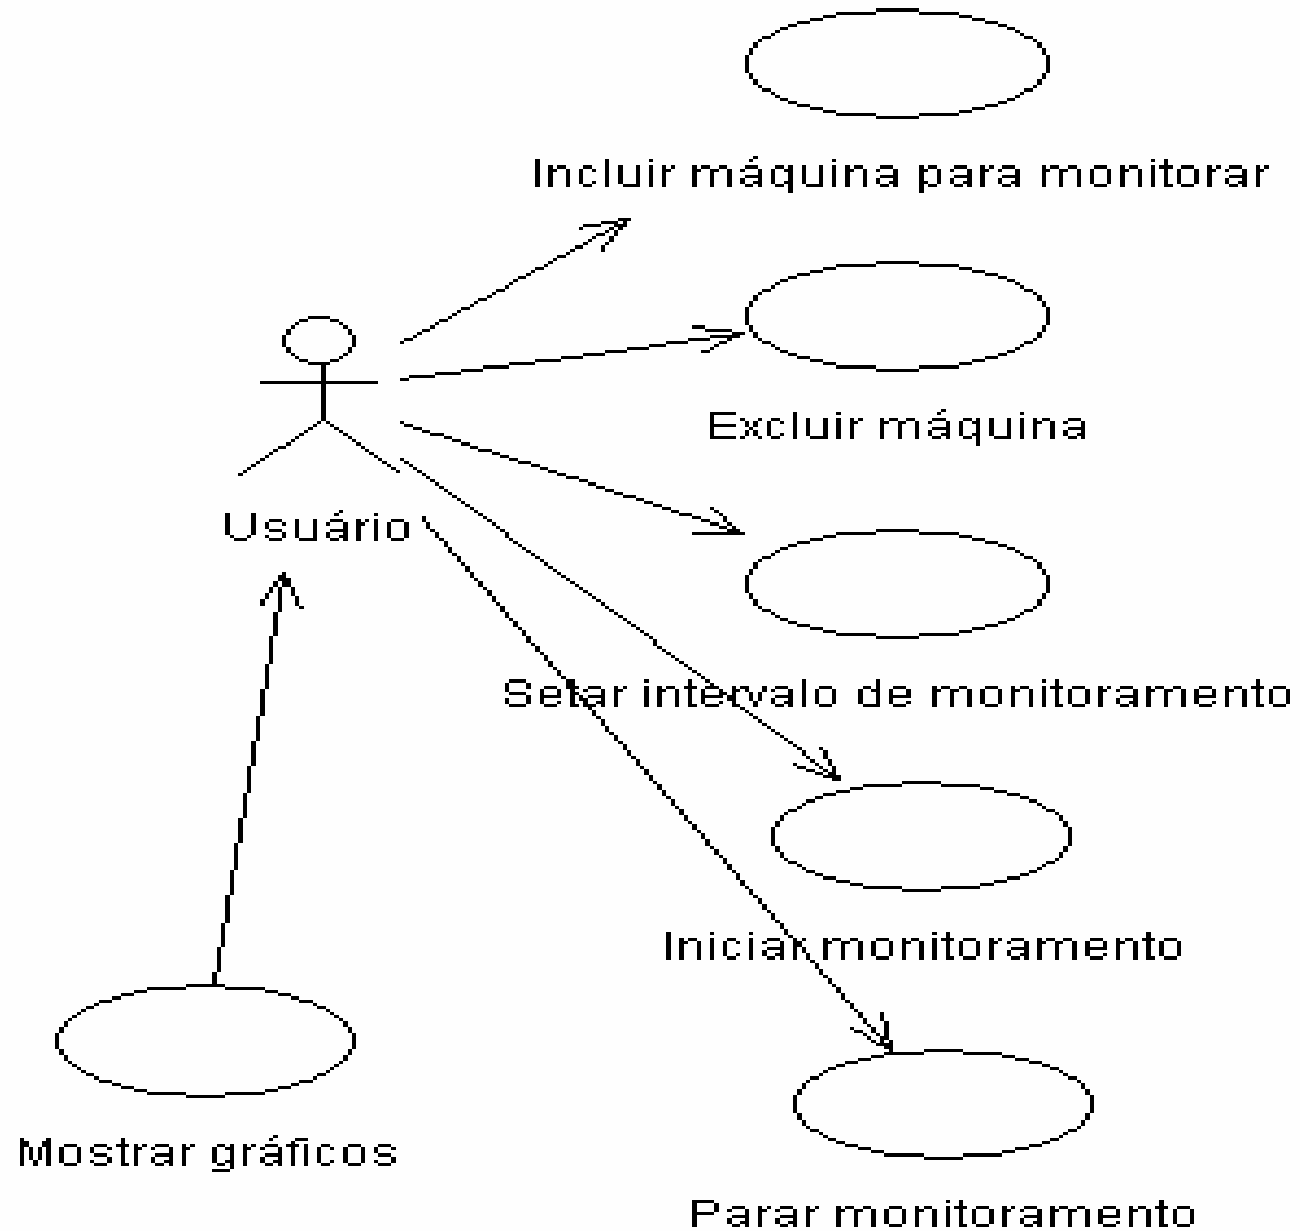 Incluir máquina para monitorar
Excluir máquina
Usuário
Setar intervalo de monitoramento
Iniciar monitoramento
Mostrar gráficos
Parar monitoramento